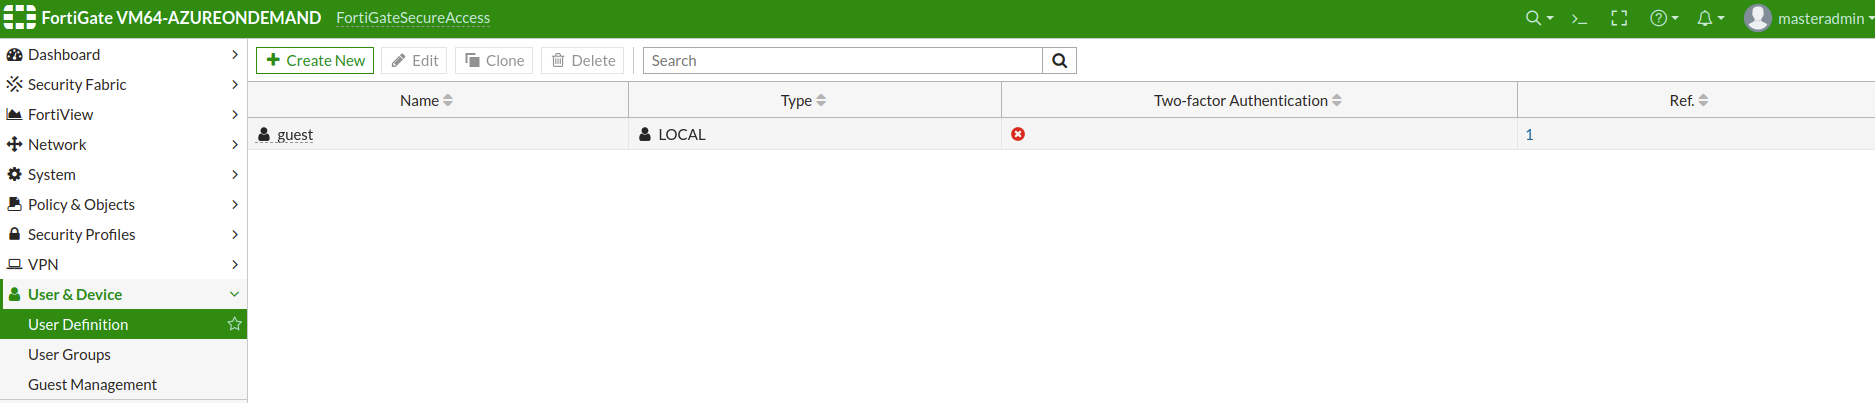 FortiGate VM64-AZUREONDEMAND FortiGateSecureAccess masteradmin
Dashboard
Security Fabric
FortiView
Network
System
Policy & Objects
Security Profiles
VPN
User & Device
User Definition
User Groups
Guest Management
Create New Edit Clone Delete Search
Name Type Two-factor Authentication Ref.
guest LOCAL 1